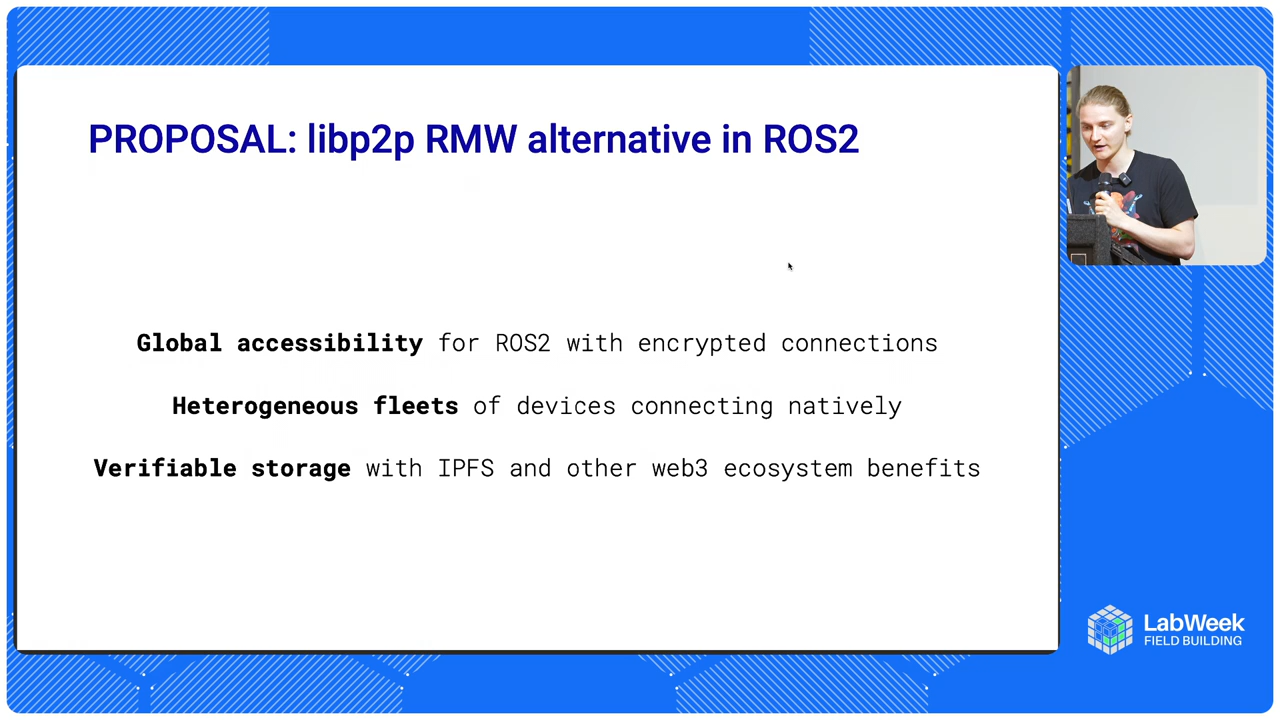 PROPOSAL: libp2p RMW alternative in ROS2
Global accessibility for ROS2 with encrypted connections
Heterogeneous fleets of devices connecting natively
Verifiable storage with IPFS and other web3 ecosystem benefits
LabWeek
FIELD BUILDING